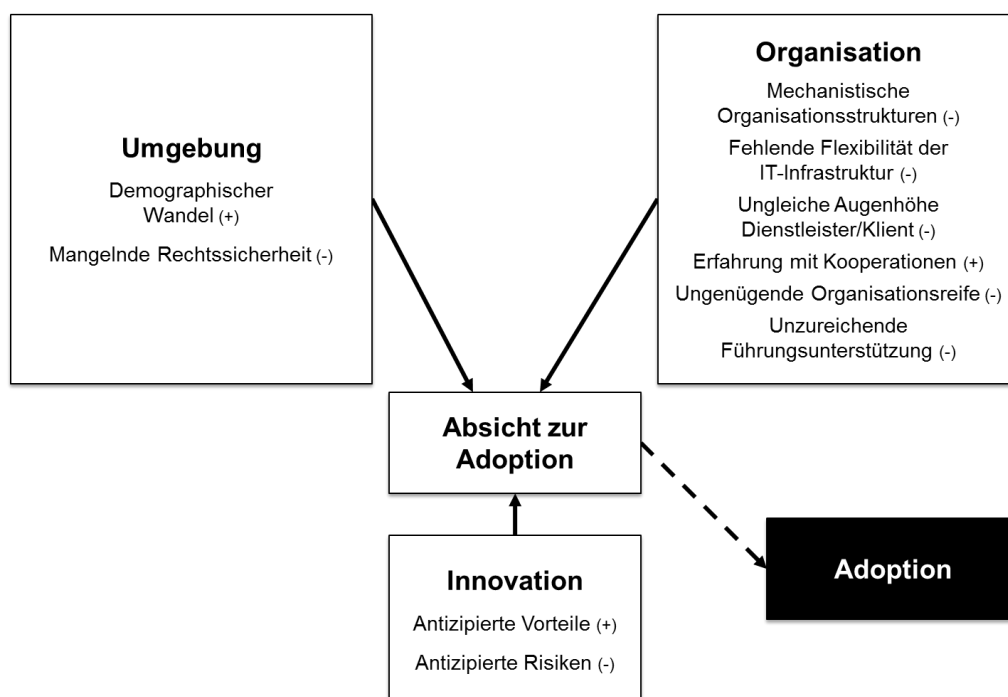 Umgebung
Demographischer
Wandel (+)
Mangelnde Rechtssicherheit (-)
Organisation
Mechanistische
Organisationsstrukturen (-)
Fehlende Flexibilität der
IT-Infrastruktur (-)
Ungleiche Augenhöhe
Dienstleister/Klient (-)
Erfahrung mit Kooperationen (+)
Ungenügende Organisationsreife (-)
Unzureichende
Führungsunterstützung (-)
Absicht zur
Adoption
Innovation
Antizipierte Vorteile (+)
Antizipierte Risiken (-)
Adoption